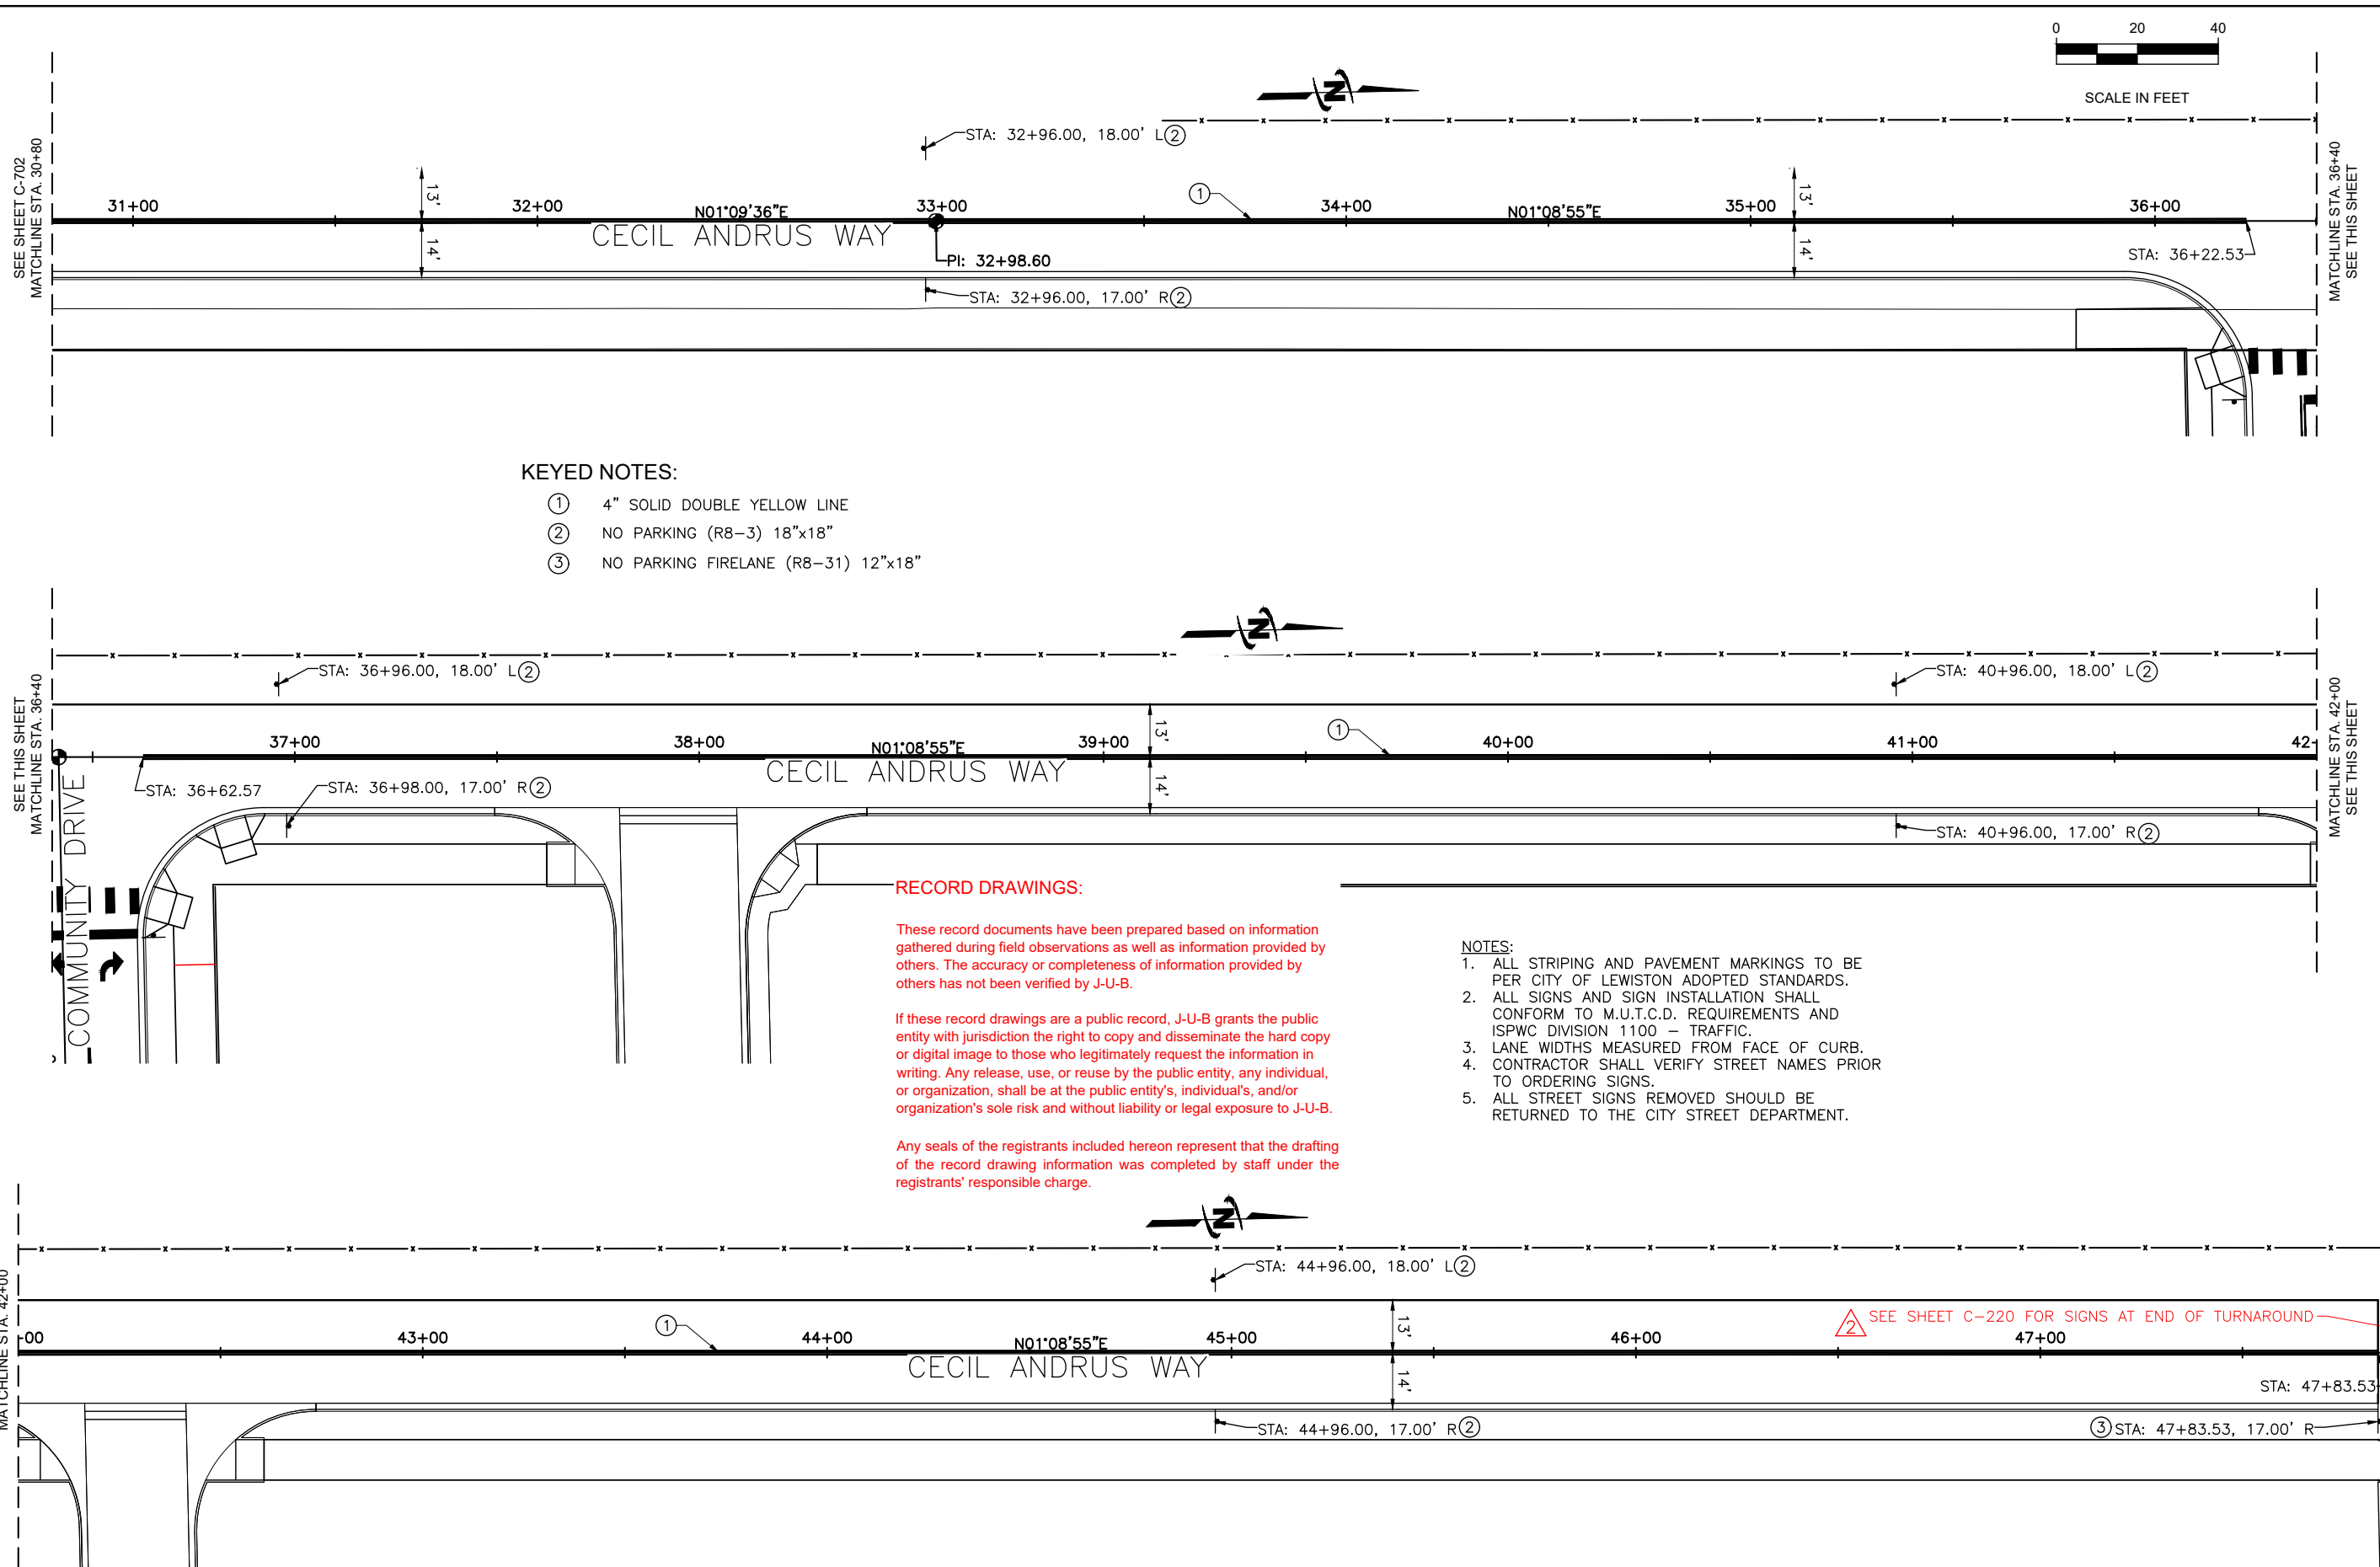 0 20 40
SCALE IN FEET
N
SEE SHEET C-702
MATCHLINE STA. 30+80
STA: 32+96.00, 18.00' L②
13'
13'
31+00
32+00
N01°09'36"E
33+00
①
34+00
N01°08'55"E
35+00
36+00
CECIL ANDRUS WAY
14'
14'
PI: 32+98.60
STA: 36+22.53
STA: 32+96.00, 17.00' R②
MATCHLINE STA. 36+40
SEE THIS SHEET
KEYED NOTES:
① 4" SOLID DOUBLE YELLOW LINE
② NO PARKING (R8-3) 18"x18"
③ NO PARKING FIRELANE (R8-31) 12"x18"
N
SEE THIS SHEET
MATCHLINE STA. 36+40
STA: 36+96.00, 18.00' L②
STA: 40+96.00, 18.00' L②
13'
37+00
38+00
N01°08'55"E
39+00
①
40+00
41+00
42+
CECIL ANDRUS WAY
14'
STA: 36+62.57
STA: 36+98.00, 17.00' R②
STA: 40+96.00, 17.00' R②
COMMUNITY DRIVE
MATCHLINE STA. 42+00
SEE THIS SHEET
RECORD DRAWINGS:
These record documents have been prepared based on information
gathered during field observations as well as information provided by
others. The accuracy or completeness of information provided by
others has not been verified by J-U-B.
If these record drawings are a public record, J-U-B grants the public
entity with jurisdiction the right to copy and disseminate the hard copy
or digital image to those who legitimately request the information in
writing. Any release, use, or reuse by the public entity, any individual,
or organization, shall be at the public entity's, individual's, and/or
organization's sole risk and without liability or legal exposure to J-U-B.
Any seals of the registrants included hereon represent that the drafting
of the record drawing information was completed by staff under the
registrants' responsible charge.
NOTES:
1. ALL STRIPING AND PAVEMENT MARKINGS TO BE
PER CITY OF LEWISTON ADOPTED STANDARDS.
2. ALL SIGNS AND SIGN INSTALLATION SHALL
CONFORM TO M.U.T.C.D. REQUIREMENTS AND
ISPWC DIVISION 1100 – TRAFFIC.
3. LANE WIDTHS MEASURED FROM FACE OF CURB.
4. CONTRACTOR SHALL VERIFY STREET NAMES PRIOR
TO ORDERING SIGNS.
5. ALL STREET SIGNS REMOVED SHOULD BE
RETURNED TO THE CITY STREET DEPARTMENT.
N
MATCHLINE STA. 42+00
STA: 44+96.00, 18.00' L②
2 SEE SHEET C-220 FOR SIGNS AT END OF TURNAROUND
13'
+00
43+00
①
44+00
N01°08'55"E
45+00
46+00
47+00
CECIL ANDRUS WAY
14'
STA: 47+83.53
STA: 44+96.00, 17.00' R②
③STA: 47+83.53, 17.00' R